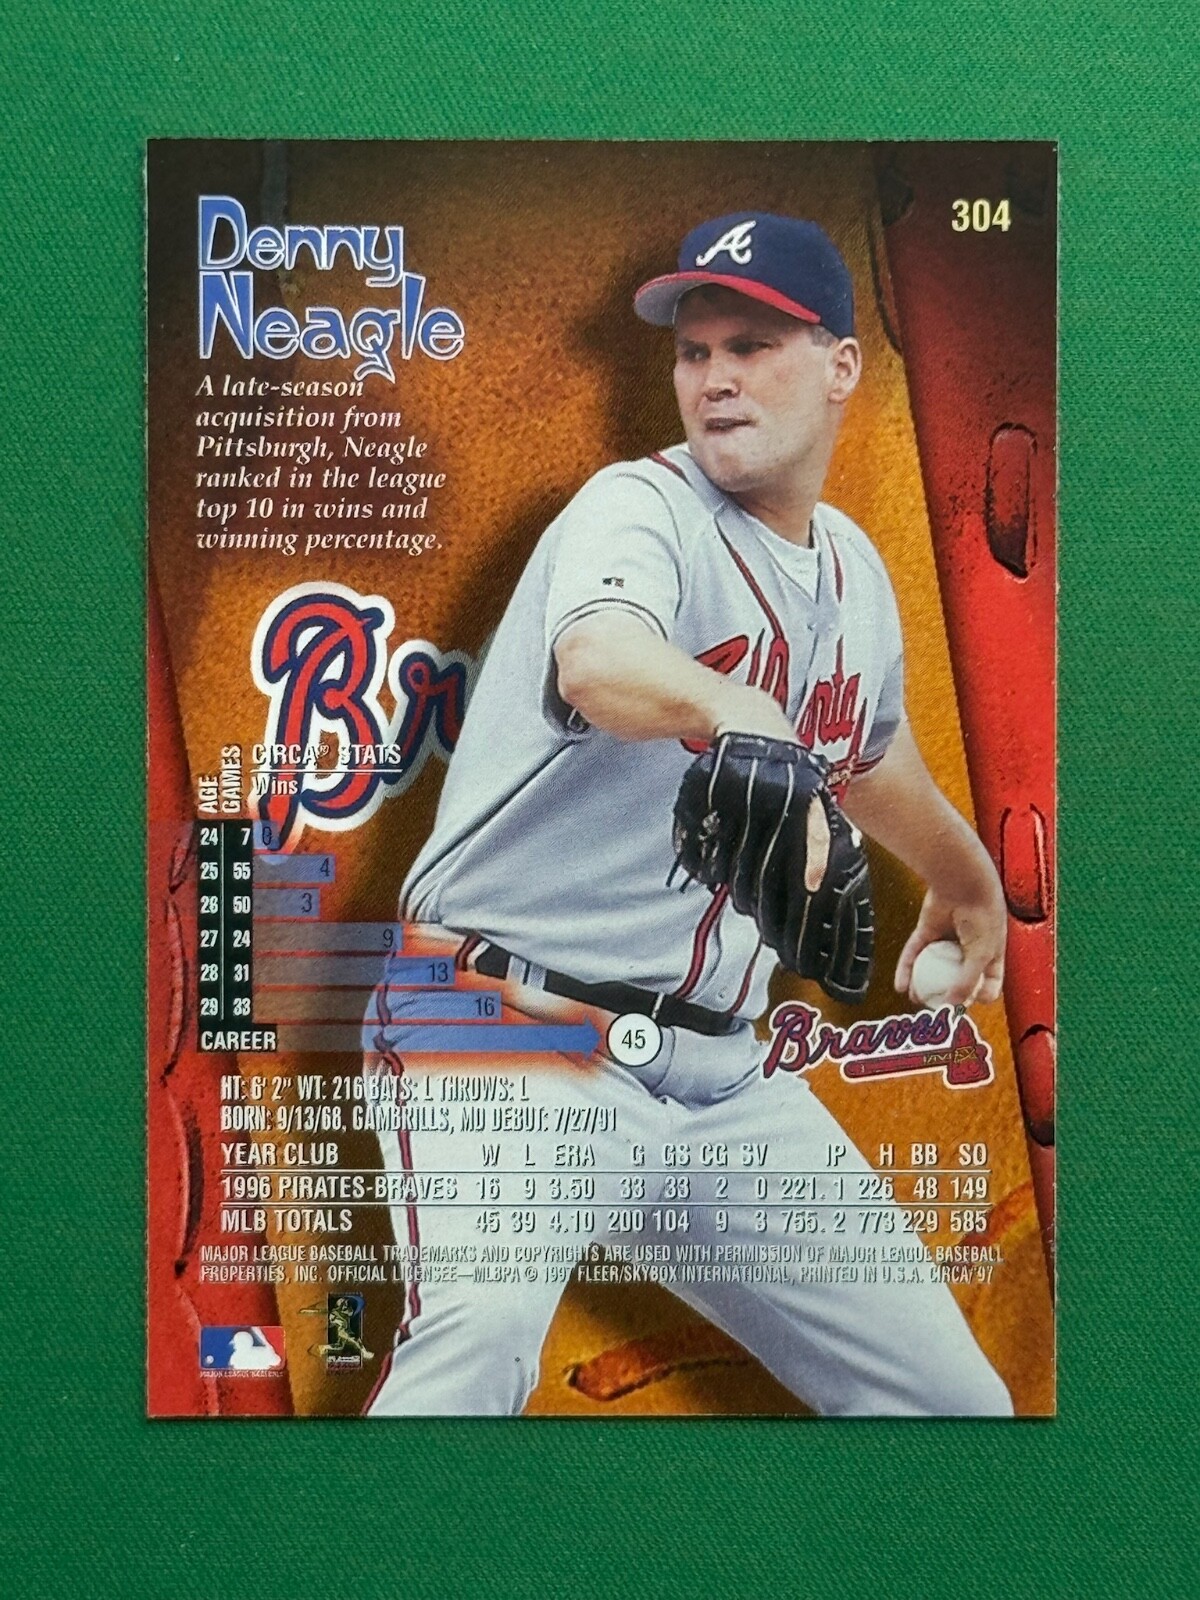 304
Denny
Neagle
A late-season
acquisition from
Pittsburgh, Neagle
ranked in the league
top 10 in wins and
winning percentage.
A
Atlanta
Br
AGE GAMES CIRCA® STATS
Wins
24 7 0
25 55 4
26 50 3
27 24 9
28 31 13
29 33 16
CAREER 45
Braves
HT: 6' 2" WT: 216 BATS: L THROWS: L
BORN: 9/13/68, GAMBRILLS, MD DEBUT: 7/27/91
YEAR CLUB W L ERA G GS CG SV IP H BB SO
1996 PIRATES-BRAVES 16 9 3.50 33 33 2 0 221.1 226 48 149
MLB TOTALS 45 39 4.10 200 104 9 3 755.2 773 229 585
MAJOR LEAGUE BASEBALL TRADEMARKS AND COPYRIGHTS ARE USED WITH PERMISSION OF MAJOR LEAGUE BASEBALL
PROPERTIES, INC. OFFICIAL LICENSEE—MLBPA © 1997 FLEER/SKYBOX INTERNATIONAL, PRINTED IN U.S.A. CIRCA/'97
MAJOR LEAGUE BASEBALL